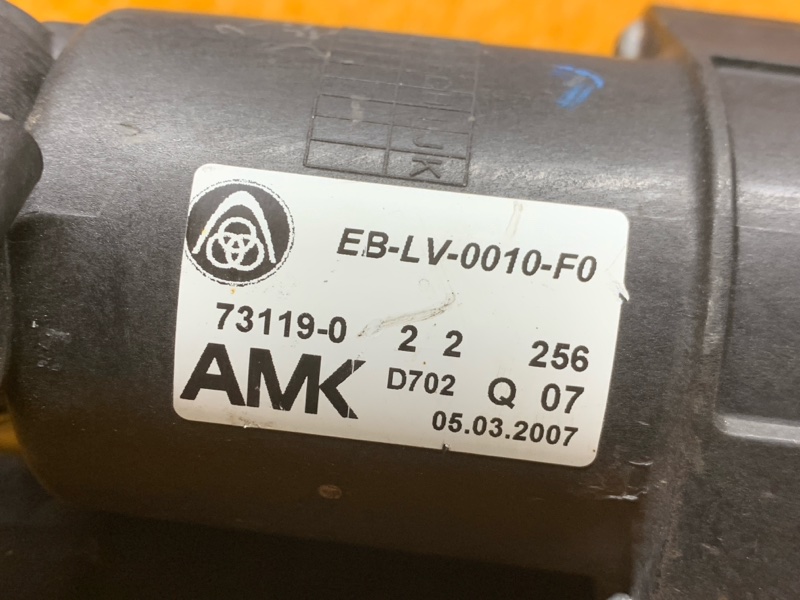 EB-LV-0010-F0
73119-0 2 2 256
AMK D702 Q 07
05.03.2007